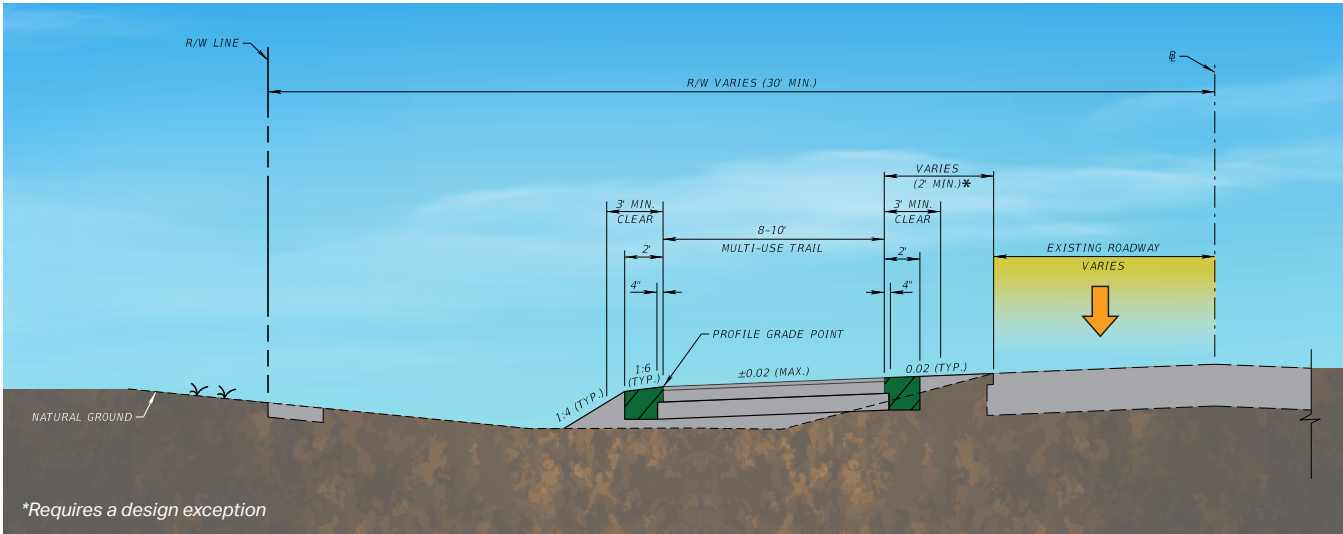 R/W LINE
R/W VARIES (30' MIN.)
VARIES
(2' MIN.)*
3' MIN.
CLEAR
3' MIN.
CLEAR
8-10'
MULTI-USE TRAIL
2'
2'
EXISTING ROADWAY
VARIES
4"
4"
PROFILE GRADE POINT
1:6
(TYP.)
±0.02 (MAX.)
0.02 (TYP.)
1:4 (TYP.)
NATURAL GROUND
*Requires a design exception